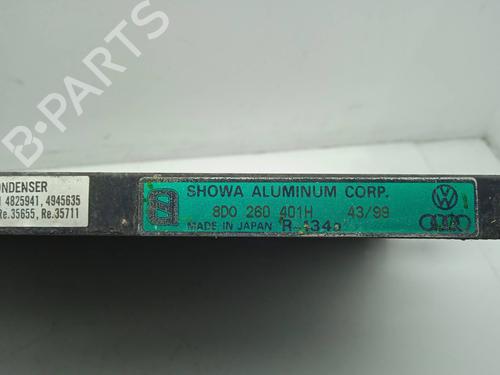 B-PARTS
ONDENSER
4825941, 4945635
Re.35655, Re.35711
SHOWA ALUMINUM CORP.
8D0 260 401H 43/99
MADE IN JAPAN R-134a